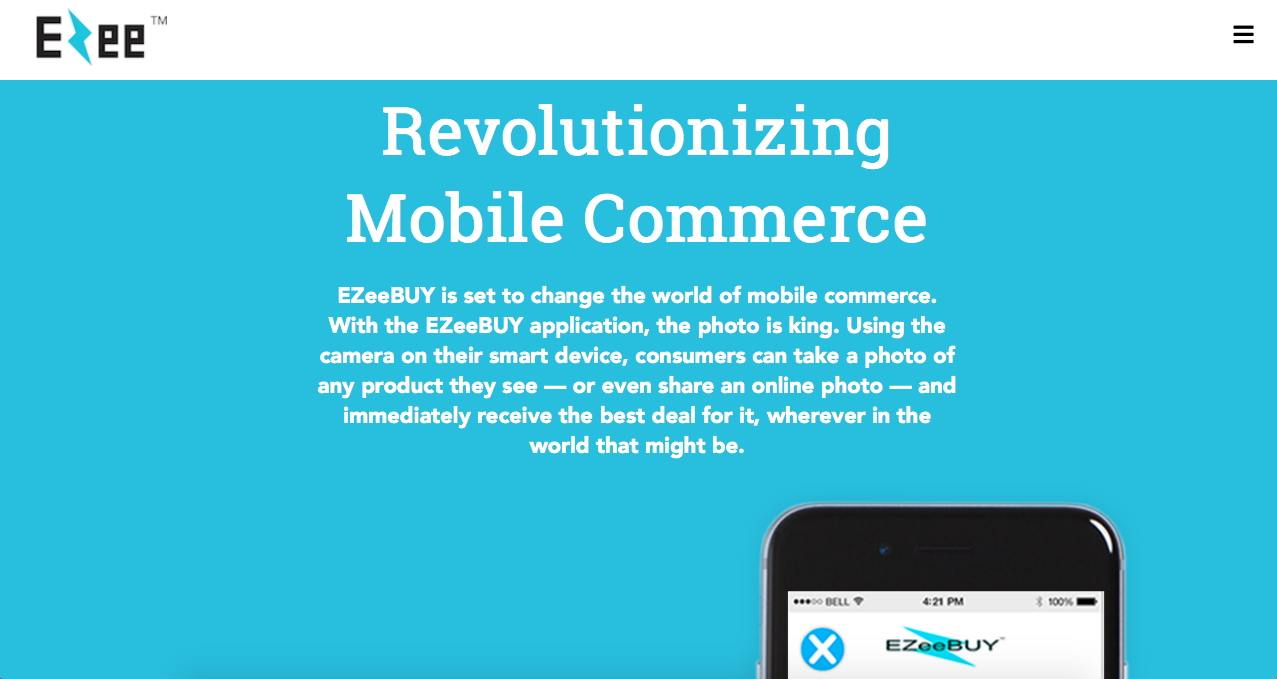 EZee™
Revolutionizing
Mobile Commerce
EZeeBUY is set to change the world of mobile commerce.
With the EZeeBUY application, the photo is king. Using the
camera on their smart device, consumers can take a photo of
any product they see — or even share an online photo — and
immediately receive the best deal for it, wherever in the
world that might be.
BELL 4:21 PM 100%
EZeeBUY™